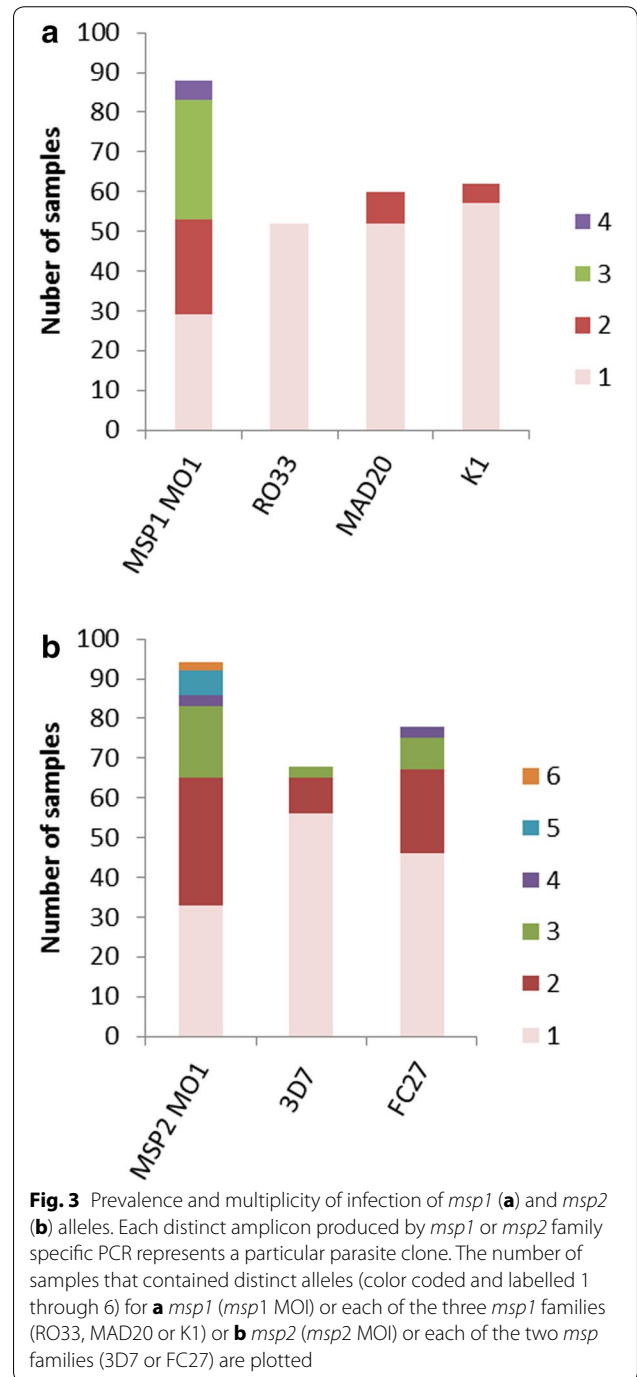 a
100
90
80
70
60
50
40
30
20
10
0
Nuber of samples
MSP1 MO1
RO33
MAD20
K1
4
3
2
1
b
100
90
80
70
60
50
40
30
20
10
0
Number of samples
MSP2 MO1
3D7
FC27
6
5
4
3
2
1
Fig. 3 Prevalence and multiplicity of infection of msp1 (a) and msp2
(b) alleles. Each distinct amplicon produced by msp1 or msp2 family
specific PCR represents a particular parasite clone. The number of
samples that contained distinct alleles (color coded and labelled 1
through 6) for a msp1 (msp1 MOI) or each of the three msp1 families
(RO33, MAD20 or K1) or b msp2 (msp2 MOI) or each of the two msp
families (3D7 or FC27) are plotted